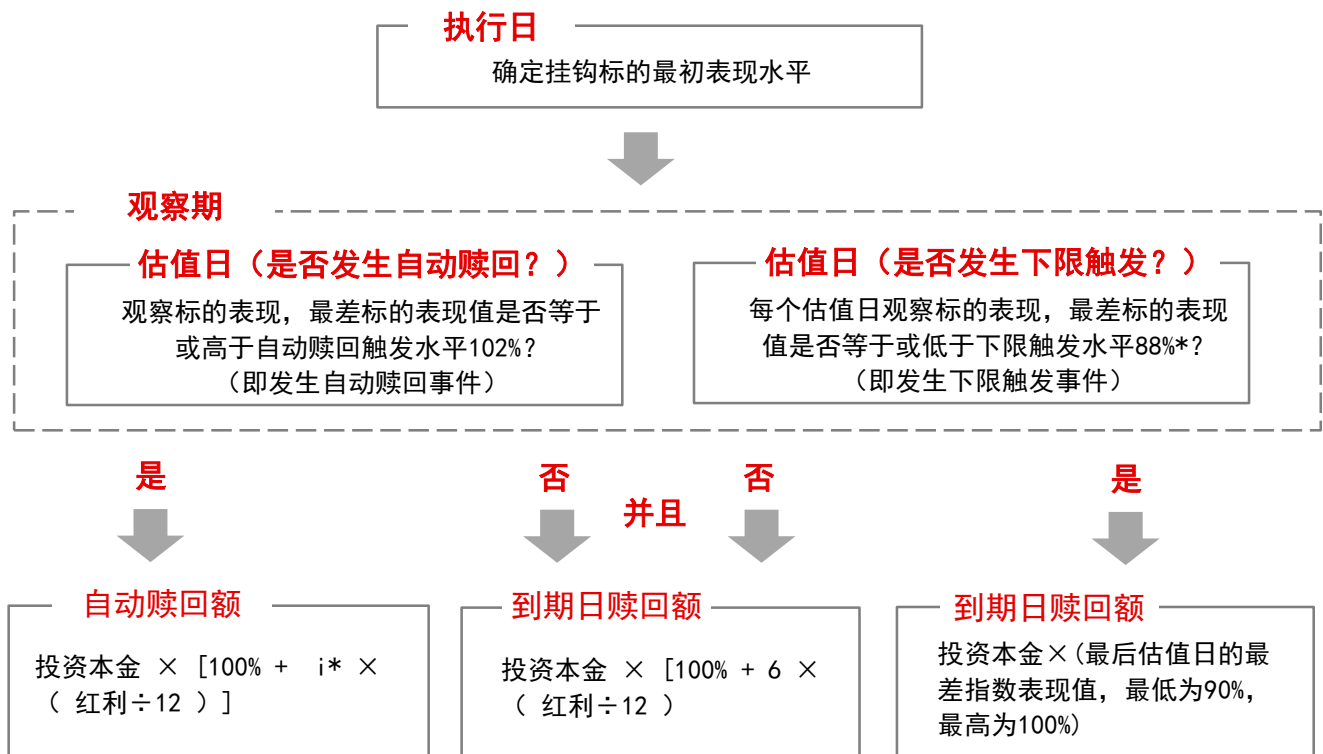 执行日
确定挂钩标的最初表现水平
观察期
估值日（是否发生自动赎回？）
观察标的表现，最差标的表现值是否等于
或高于自动赎回触发水平102%？
（即发生自动赎回事件）
估值日（是否发生下限触发？）
每个估值日观察标的表现，最差标的表现
值是否等于或低于下限触发水平88%*？
（即发生下限触发事件）
是
否
并且
否
是
自动赎回额
投资本金 × [100% + i* ×
（ 红利÷12 ）]
到期日赎回额
投资本金 × [100% + 6 ×
（ 红利÷12 ）
到期日赎回额
投资本金×(最后估值日的最
差指数表现值，最低为90%，
最高为100%)